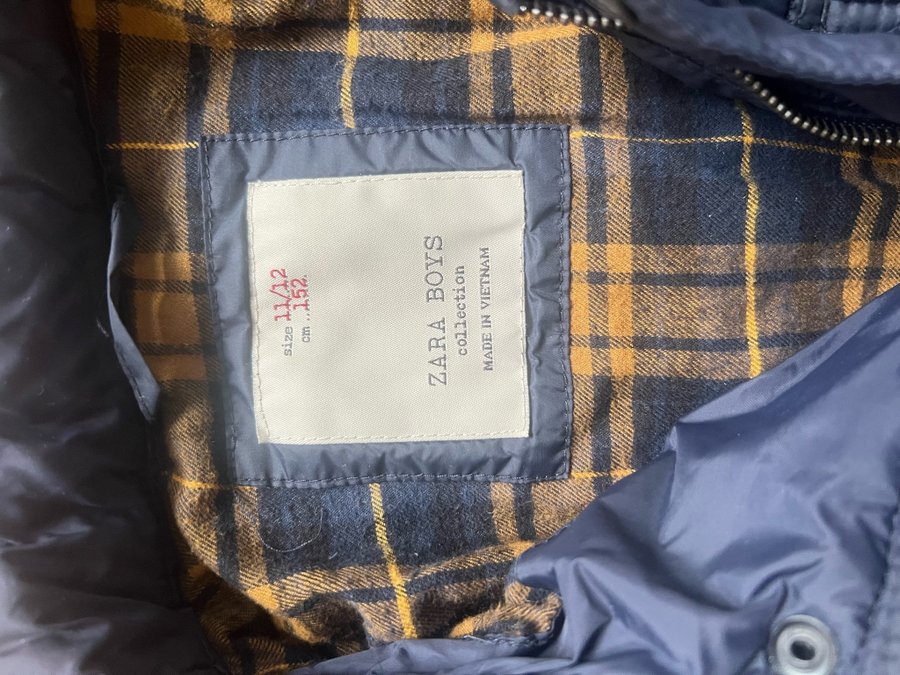 size 11/12
cm ..152.
ZARA BOYS
collection
MADE IN VIETNAM